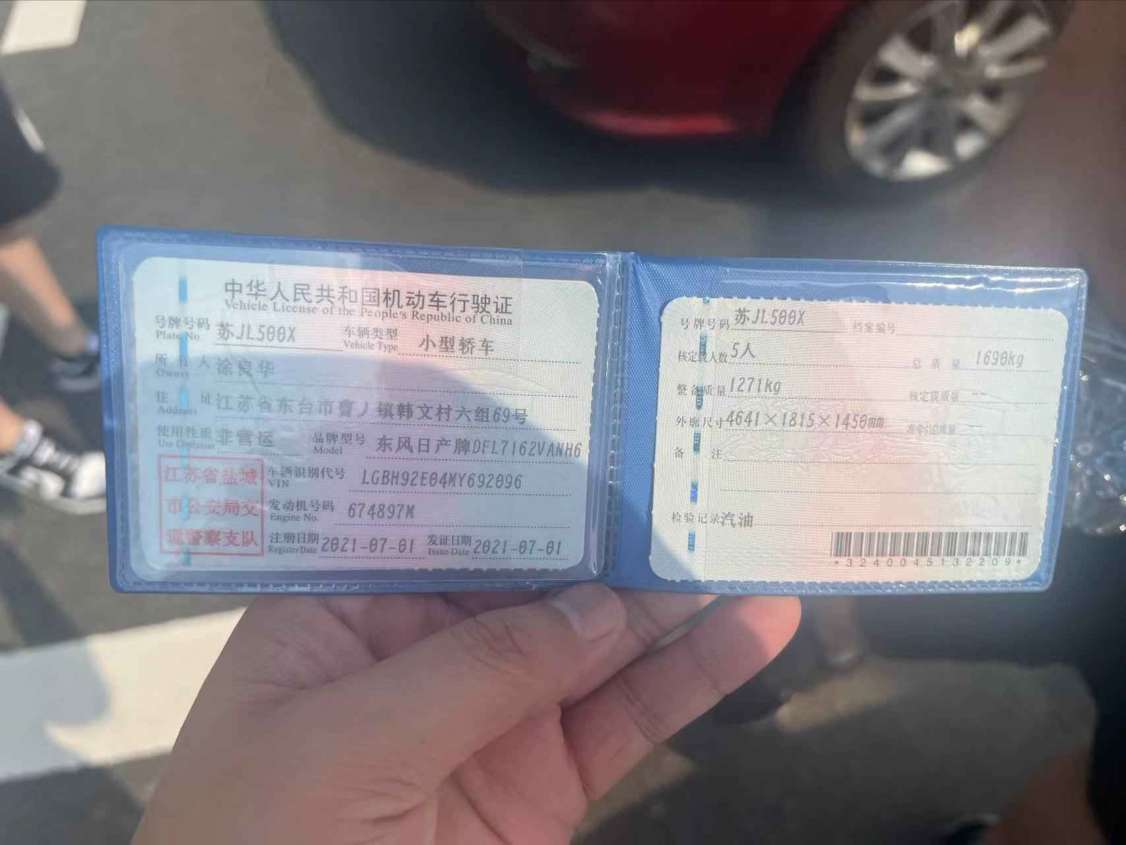 中华人民共和国机动车行驶证
Vehicle License of the People's Republic of China
号牌号码 苏JL500X 车辆类型 小型轿车
Plate No. Vehicle Type
所 人 涂良华
Owner
住 址 江苏省东台市 镇韩文村六组69号
Address
使用性质 非营运 品牌型号 东风日产牌DFL7162VANH6
Use Model
江苏省盐城
市公安局交
通警察支队
车辆识别代号 LGBH92E04MY692096
VIN
发动机号码 674897M
Engine No.
注册日期 2021-07-01 发证日期 2021-07-01
Register Date Issue Date
号牌号码 苏JL500X 档案编号
核定载人数 5人 总质量 1690kg
整备质量 1271kg 核定载质量 --
外廓尺寸 4641×1815×1450mm --
备 注
检验记录 汽油
*3240045132209*